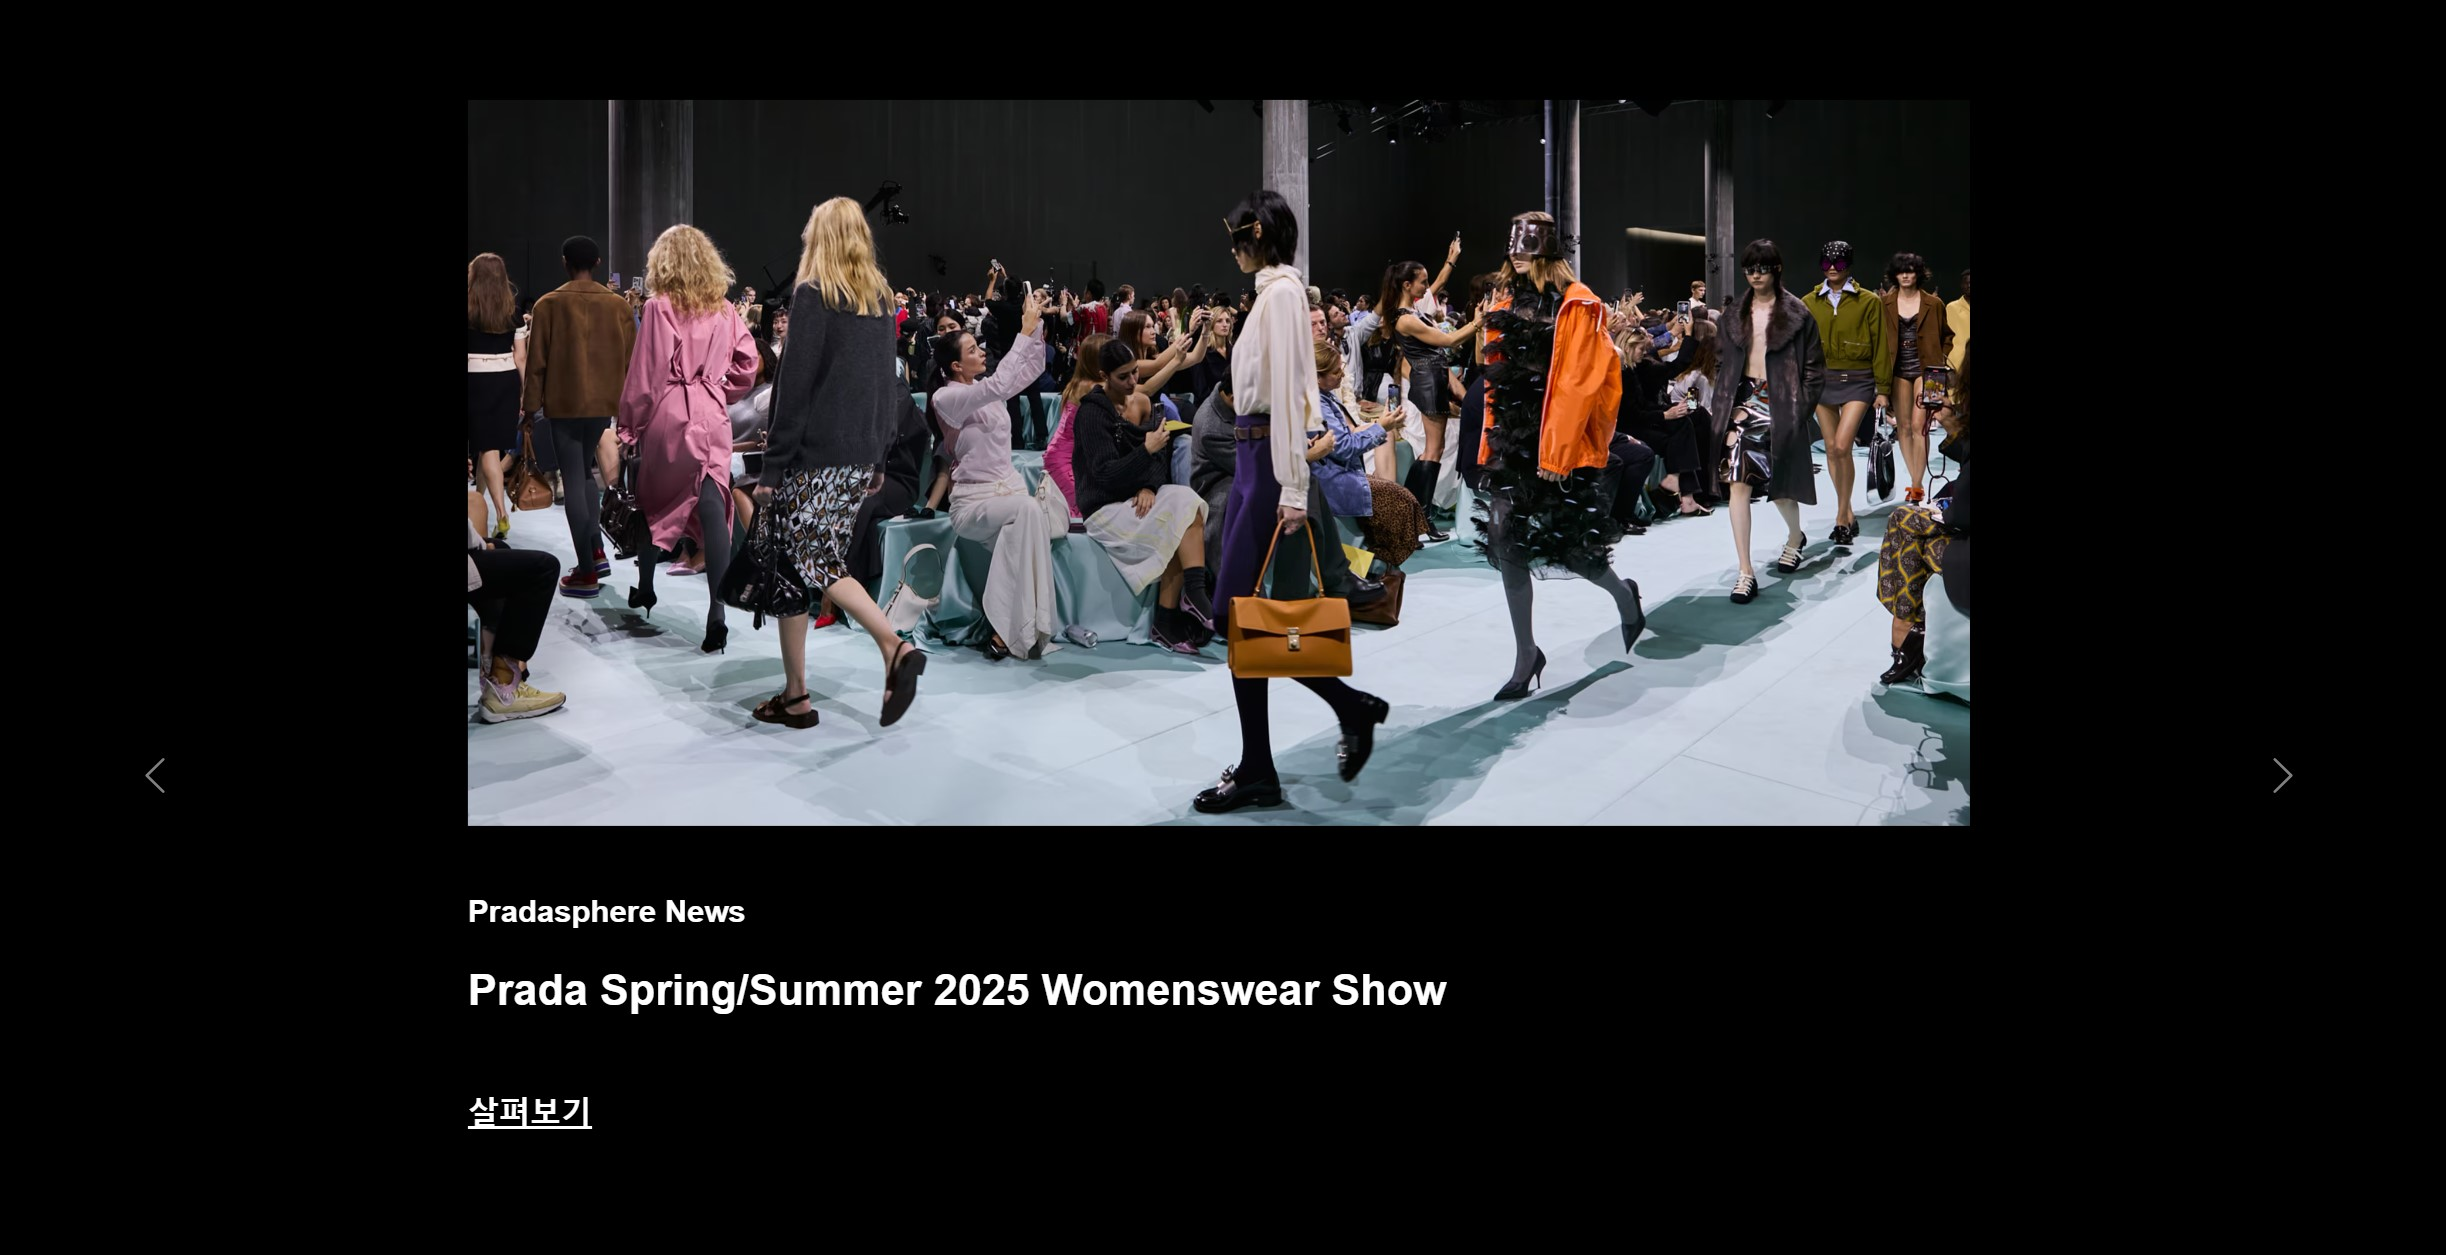 Pradasphere News
Prada Spring/Summer 2025 Womenswear Show
살펴보기